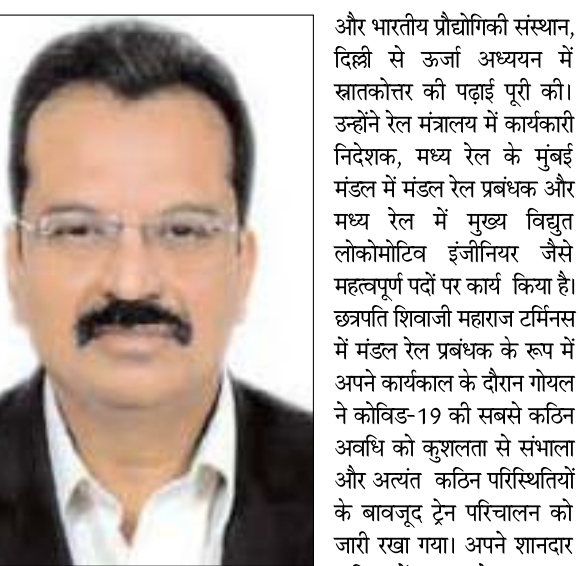 और भारतीय प्रौद्योगिकी संस्थान,
दिल्ली से ऊर्जा अध्ययन में
स्नातकोत्तर की पढ़ाई पूरी की।
उन्होंने रेल मंत्रालय में कार्यकारी
निदेशक, मध्य रेल के मुंबई
मंडल में मंडल रेल प्रबंधक और
मध्य रेल में मुख्य विद्युत
लोकोमोटिव इंजीनियर जैसे
महत्वपूर्ण पदों पर कार्य किया है।
छत्रपति शिवाजी महाराज टर्मिनस
में मंडल रेल प्रबंधक के रूप में
अपने कार्यकाल के दौरान गोयल
ने कोविड-19 की सबसे कठिन
अवधि को कुशलता से संभाला
और अत्यंत कठिन परिस्थितियों
के बावजूद ट्रेन परिचालन को
जारी रखा गया। अपने शानदार